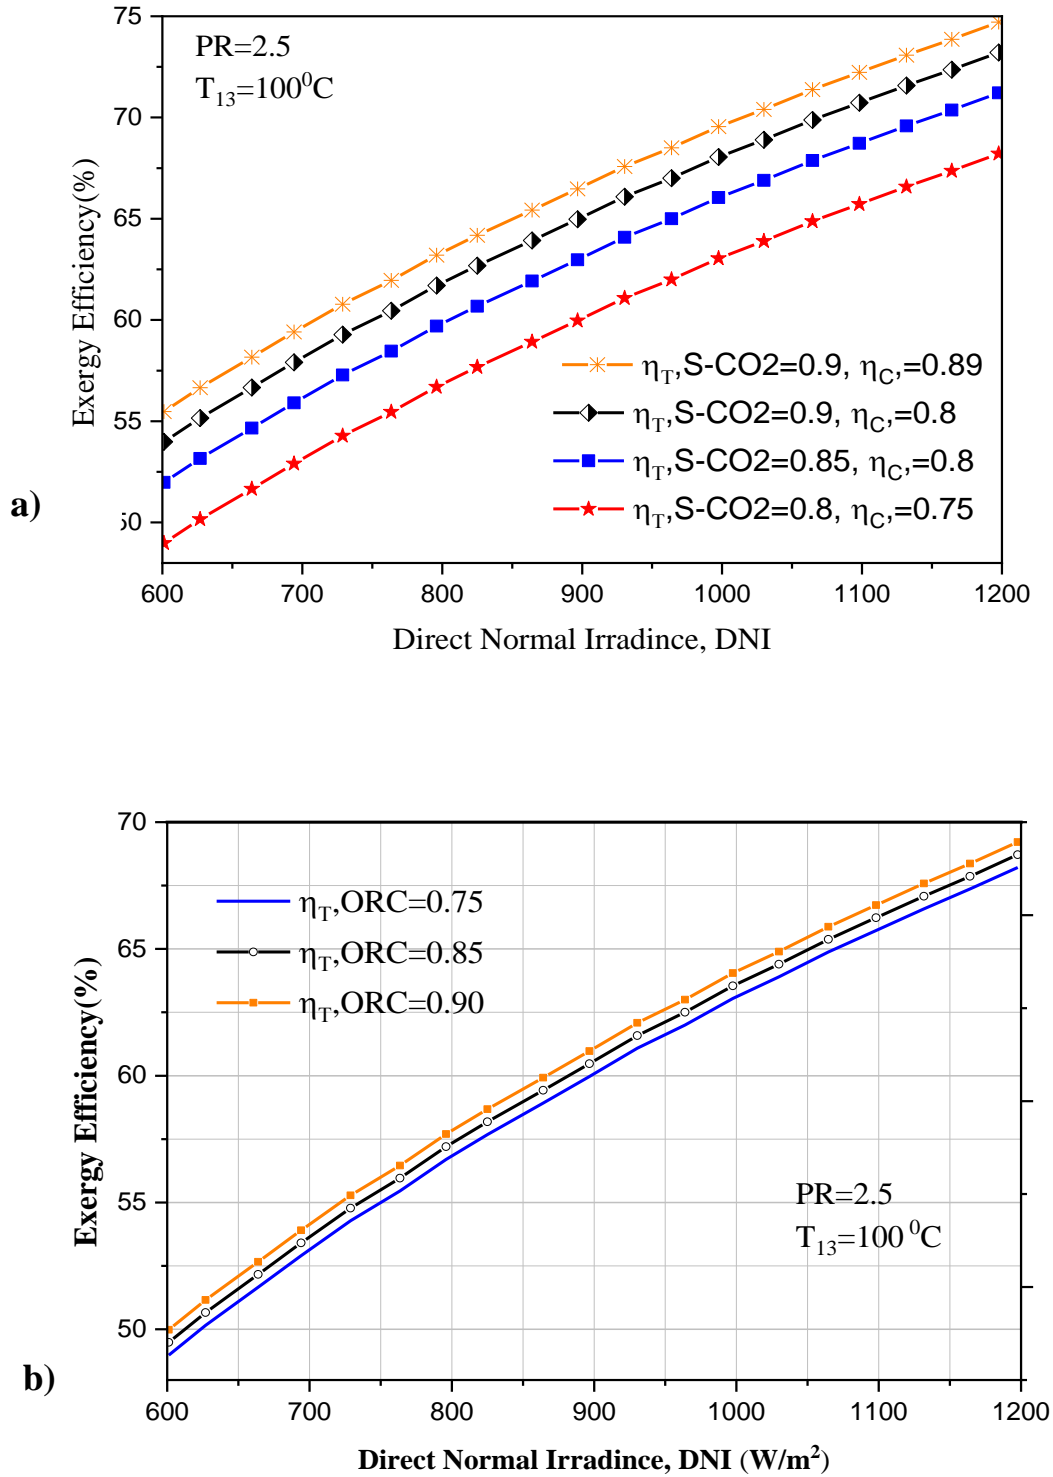 75
PR=2.5
T13=100⁰C
70
65
60
55
50
Exergy Efficiency(%)
ηT,S-CO2=0.9, ηC,=0.89
ηT,S-CO2=0.9, ηC,=0.8
ηT,S-CO2=0.85, ηC,=0.8
ηT,S-CO2=0.8, ηC,=0.75
a)
600 700 800 900 1000 1100 1200
Direct Normal Irradince, DNI
70
65
60
55
50
Exergy Efficiency(%)
ηT,ORC=0.75
ηT,ORC=0.85
ηT,ORC=0.90
PR=2.5
T13=100 ⁰C
b)
600 700 800 900 1000 1100 1200
Direct Normal Irradince, DNI (W/m²)